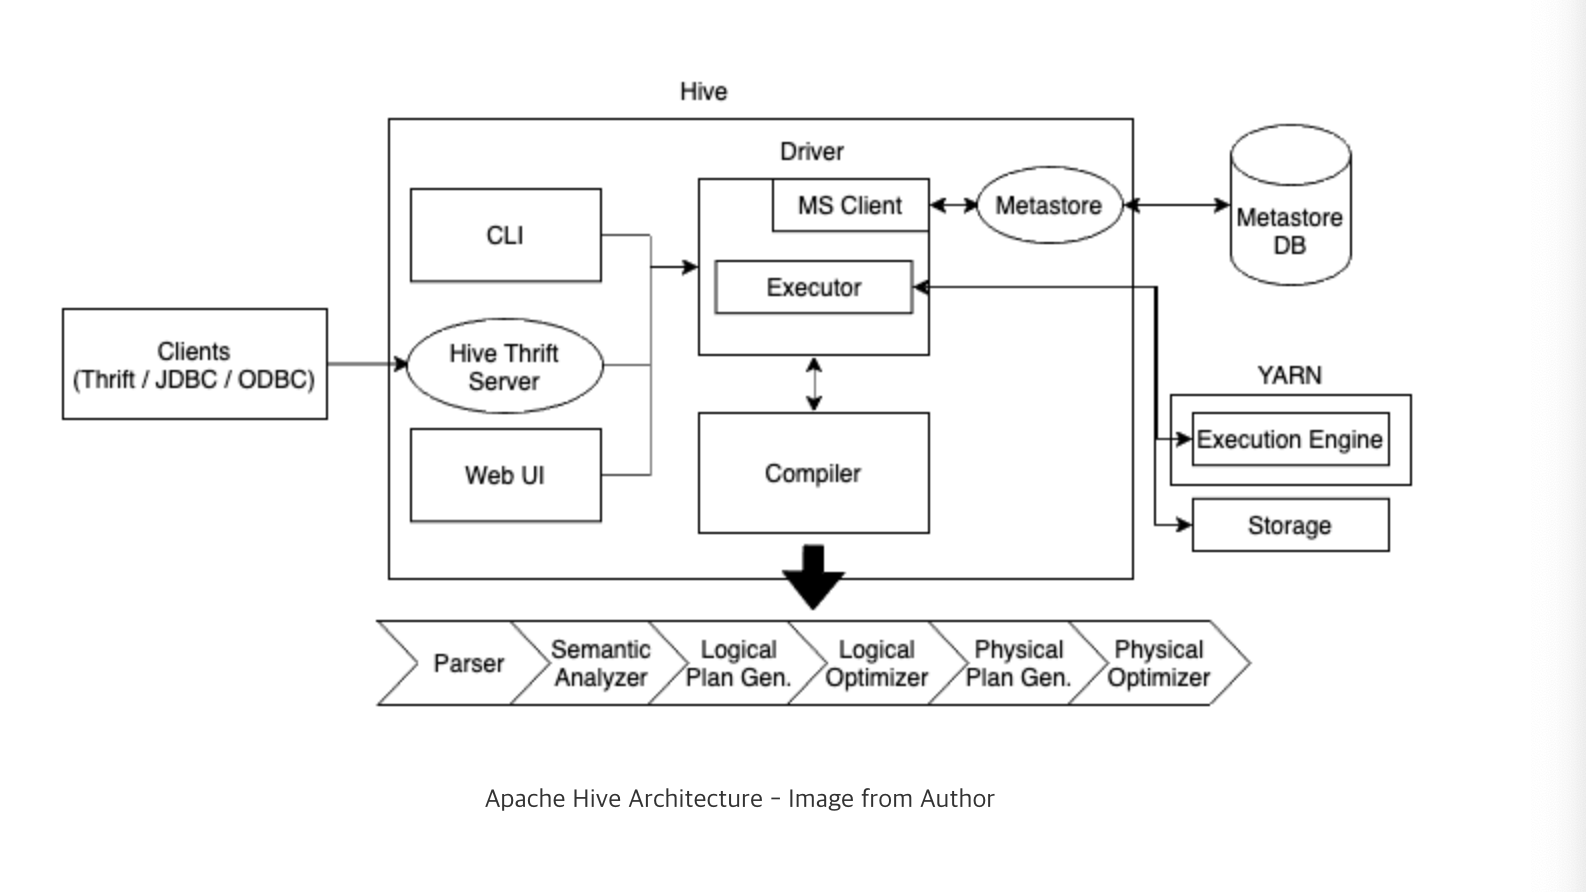 Hive
Driver
MS Client
Metastore
Metastore
DB
CLI
Executor
Clients
(Thrift / JDBC / ODBC)
Hive Thrift
Server
YARN
Execution Engine
Web UI
Compiler
Storage
Parser
Semantic
Analyzer
Logical
Plan Gen.
Logical
Optimizer
Physical
Plan Gen.
Physical
Optimizer
Apache Hive Architecture – Image from Author